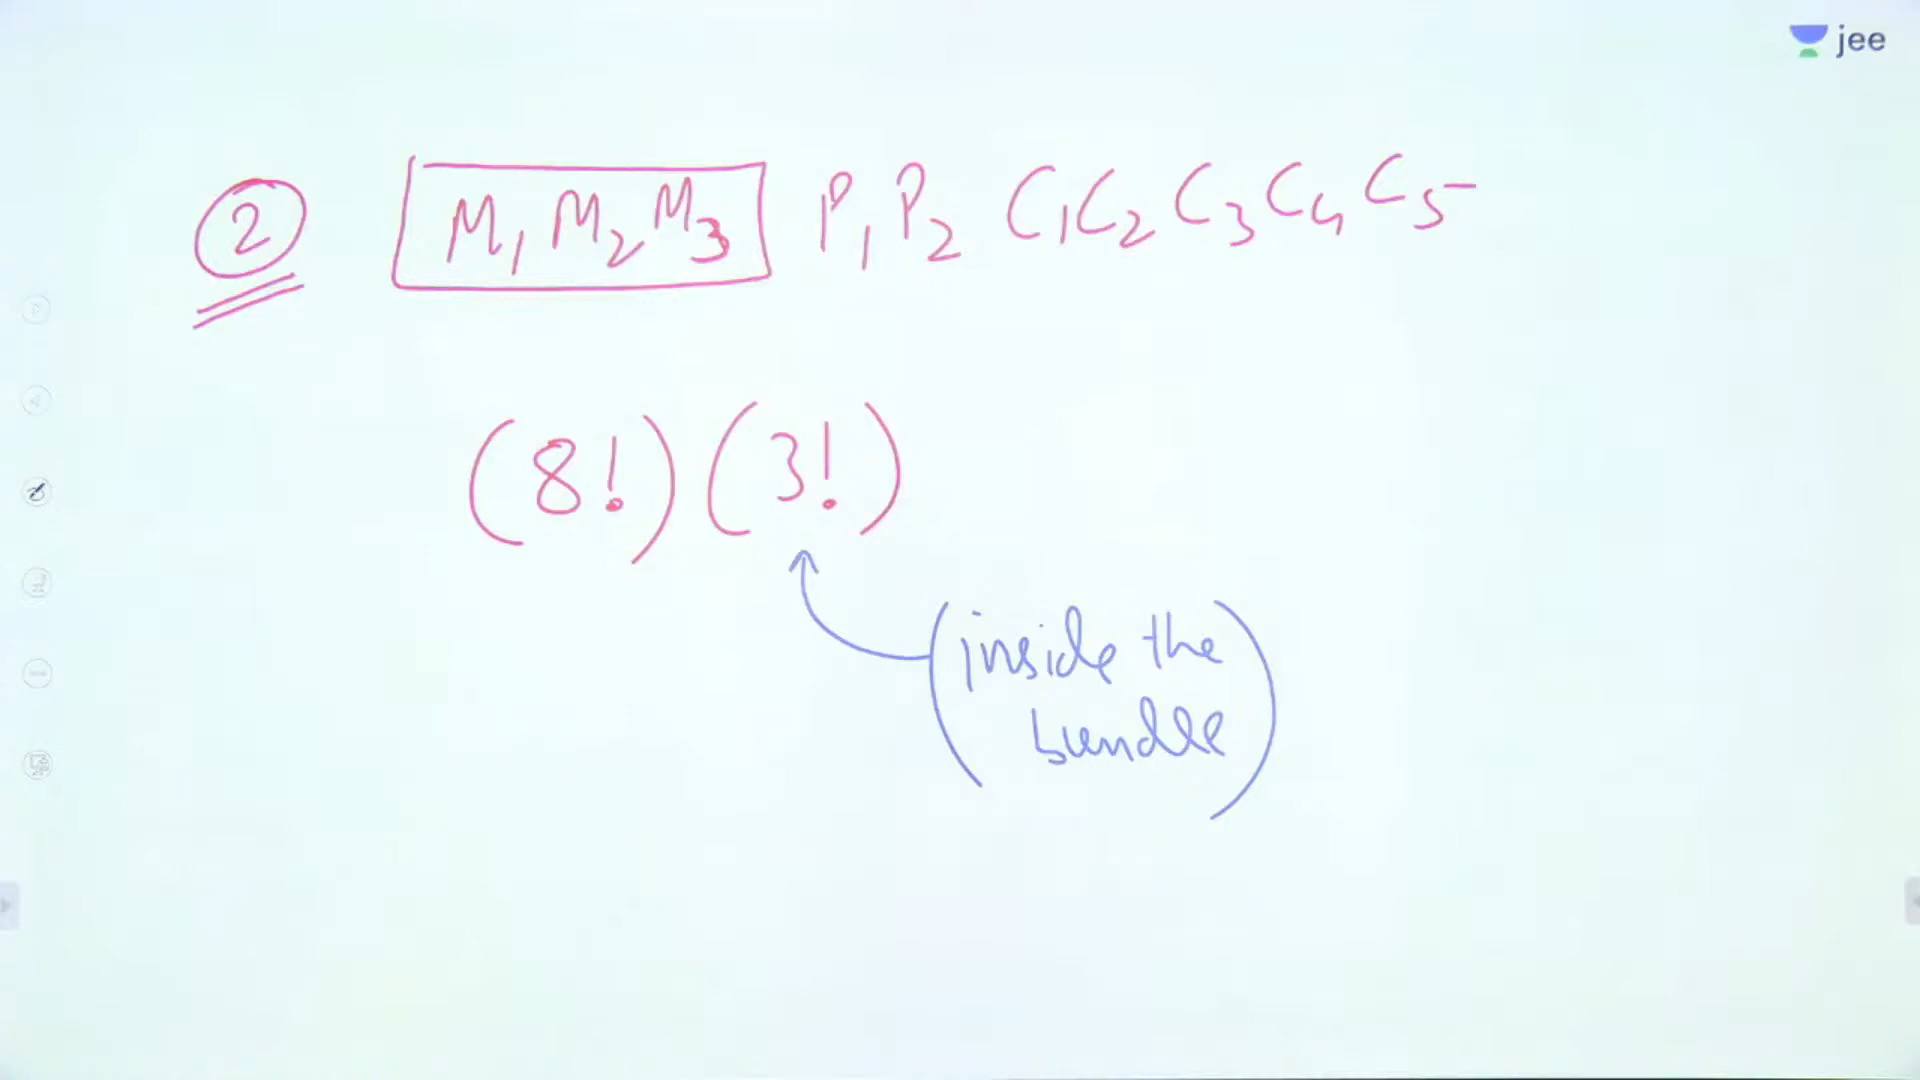 jee
② M₁ M₂ M₃ P₁ P₂ C₁ C₂ C₃ C₄ C₅
(8!) (3!)
(inside the
bundle)